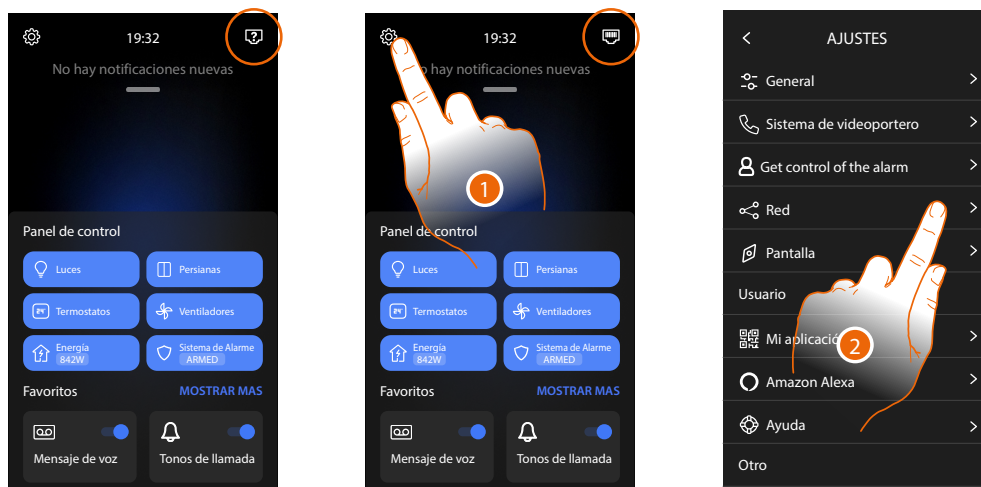 19:32
No hay notificaciones nuevas
Panel de control
Luces
Persianas
Termostatos
Ventiladores
Energía
842W
Sistema de Alarme
ARMED
Favoritos
MOSTRAR MAS
Mensaje de voz
Tonos de llamada
19:32
hay notificaciones nuevas
1
Panel de control
Luces
Persianas
Termostatos
Ventiladores
Energía
842W
Sistema de Alarme
ARMED
Favoritos
MOSTRAR MAS
Mensaje de voz
Tonos de llamada
AJUSTES
General
Sistema de videoportero
Get control of the alarm
Red
Pantalla
Usuario
Mi aplicació
2
Amazon Alexa
Ayuda
Otro